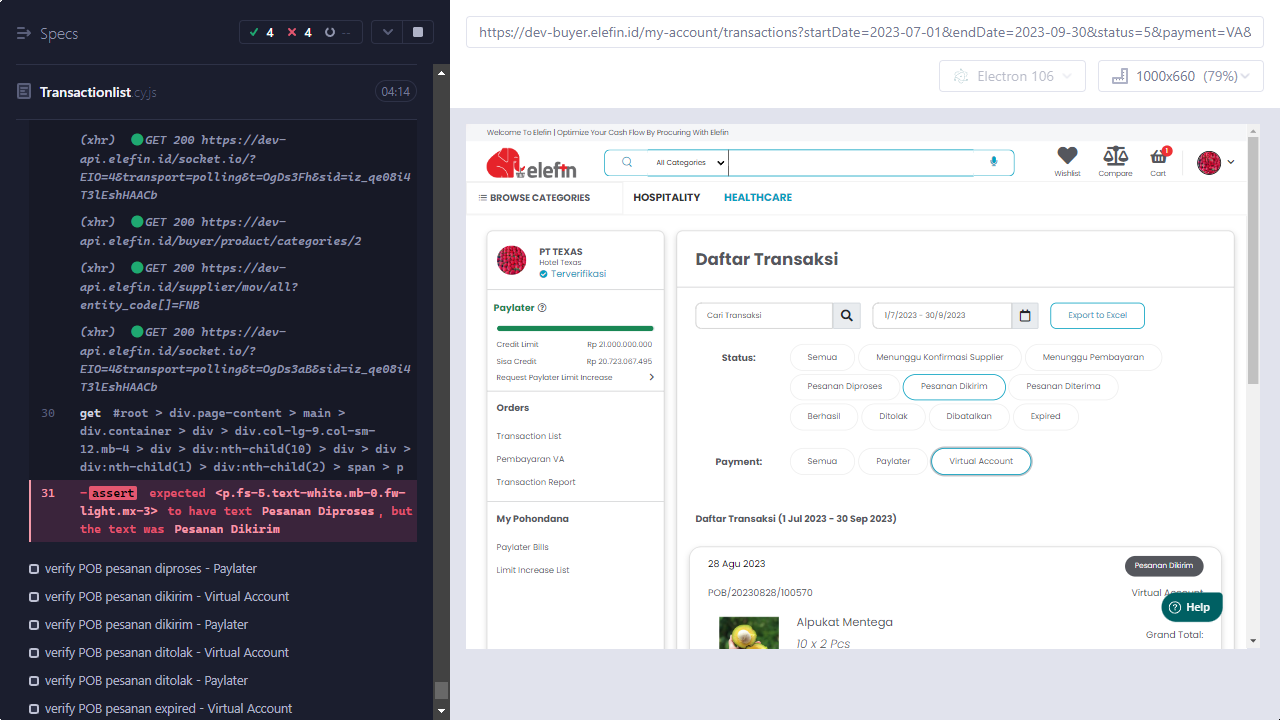 Specs
4 4 --
Transactionlist.cy.js
04:14
(xhr) GET 200 https://dev-
api.elefin.id/socket.io/?
EIO=4&transport=polling&t=OgDs3Fh&sid=iz_qe08i4
T3lEshHAACb
(xhr) GET 200 https://dev-
api.elefin.id/buyer/product/categories/2
(xhr) GET 200 https://dev-
api.elefin.id/supplier/mov/all?
entity_code[]=FNB
(xhr) GET 200 https://dev-
api.elefin.id/socket.io/?
EIO=4&transport=polling&t=OgDs3aB&sid=iz_qe08i4
T3lEshHAACb
30 get #root > div.page-content > main >
div.container > div > div.col-lg-9.col-sm-
12.mb-4 > div > div:nth-child(10) > div > div >
div:nth-child(1) > div:nth-child(2) > span > p
31 -assert expected <p.fs-5.text-white.mb-0.fw-
light.mx-3> to have text Pesanan Diproses, but
the text was Pesanan Dikirim
verify POB pesanan diproses - Paylater
verify POB pesanan dikirim - Virtual Account
verify POB pesanan dikirim - Paylater
verify POB pesanan ditolak - Virtual Account
verify POB pesanan ditolak - Paylater
verify POB pesanan expired - Virtual Account
https://dev-buyer.elefin.id/my-account/transactions?startDate=2023-07-01&endDate=2023-09-30&status=5&payment=VA&
Electron 106
1000x660 (79%)
Welcome To Elefin | Optimize Your Cash Flow By Procuring With Elefin
elefin
All Categories
Wishlist
Compare
1
Cart
BROWSE CATEGORIES
HOSPITALITY
HEALTHCARE
PT TEXAS
Hotel Texas
Terverifikasi
Paylater
Credit Limit Rp 21.000.000.000
Sisa Credit Rp 20.723.067.495
Request Paylater Limit Increase
Orders
Transaction List
Pembayaran VA
Transaction Report
My Pohondana
Paylater Bills
Limit Increase List
Daftar Transaksi
Cari Transaksi
1/7/2023 - 30/9/2023
Export to Excel
Status: Semua Menunggu Konfirmasi Supplier Menunggu Pembayaran
Pesanan Diproses Pesanan Dikirim Pesanan Diterima
Berhasil Ditolak Dibatalkan Expired
Payment: Semua Paylater Virtual Account
Daftar Transaksi (1 Jul 2023 - 30 Sep 2023)
28 Agu 2023 Pesanan Dikirim
POB/20230828/100570 Virtual Account
Help
Alpukat Mentega
10 x 2 Pcs
Grand Total: